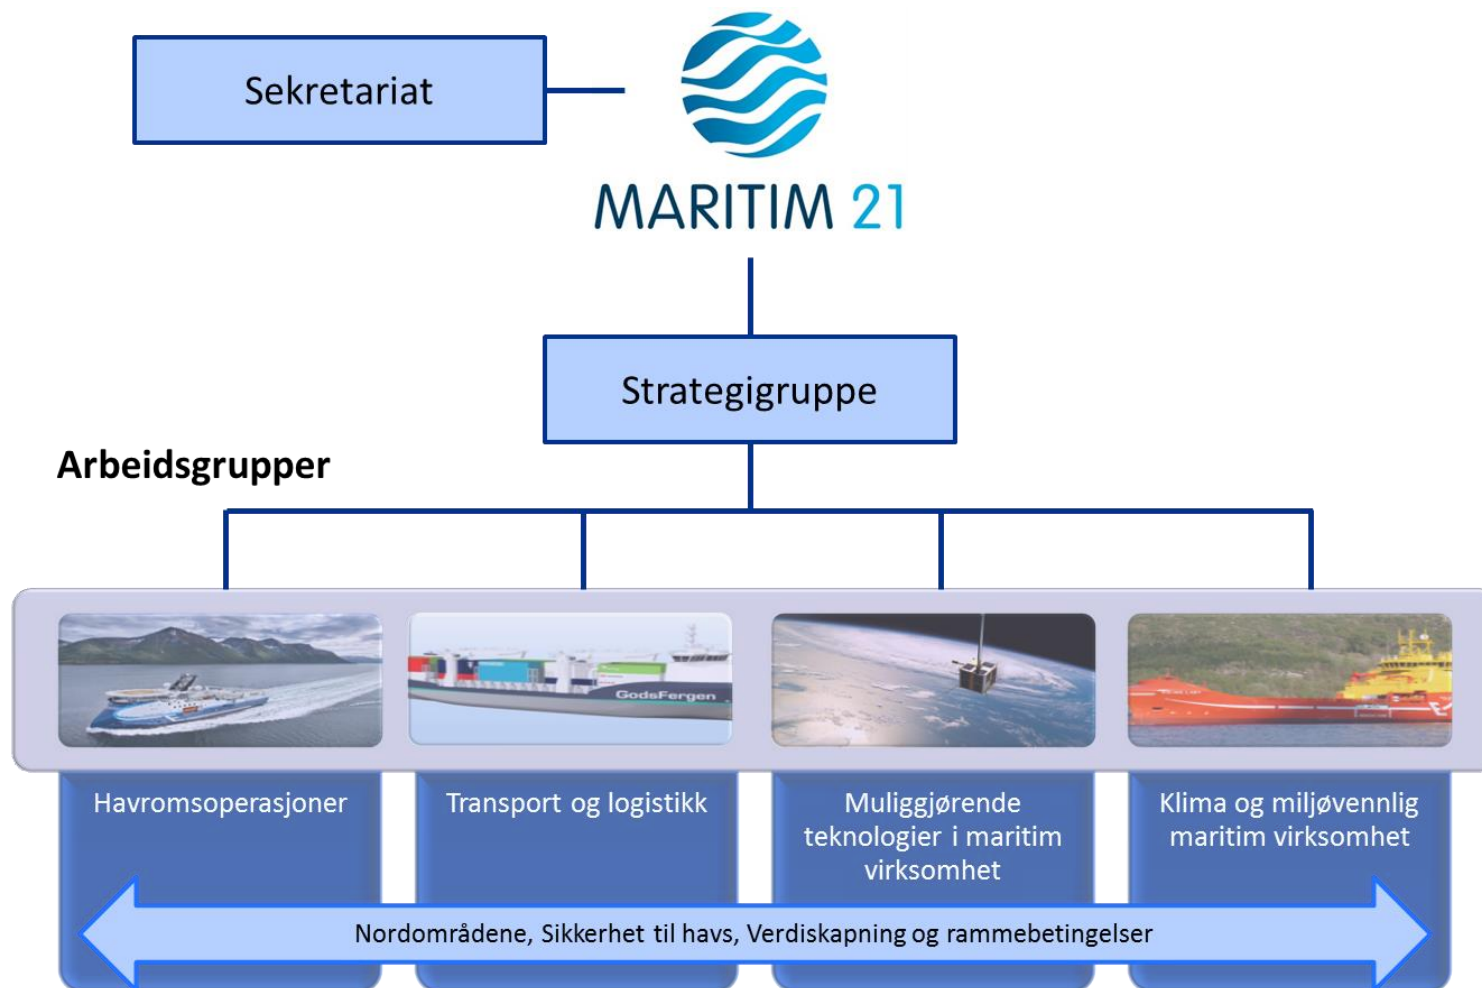 Sekretariat
MARITIM 21
Strategigruppe
Arbeidsgrupper
GodsFergen
Havromsoperasjoner
Transport og logistikk
Muliggjørende
teknologier i maritim
virksomhet
Klima og miljøvennlig
maritim virksomhet
Nordområdene, Sikkerhet til havs, Verdiskapning og rammebetingelser